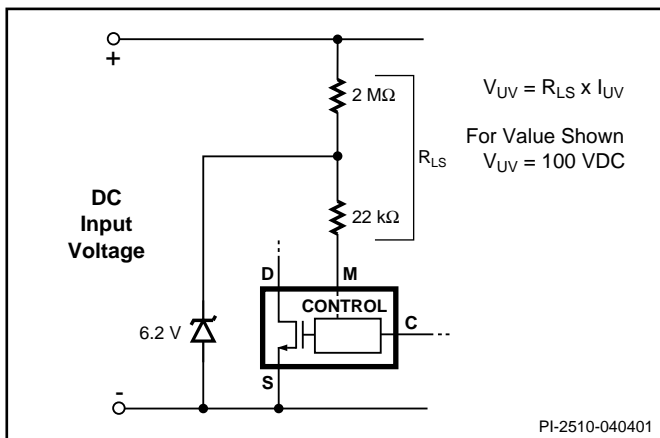 +
2 MΩ
V_UV = R_LS x I_UV
For Value Shown
V_UV = 100 VDC
R_LS
DC
Input
Voltage
22 kΩ
D
M
CONTROL
C
6.2 V
S
-
PI-2510-040401